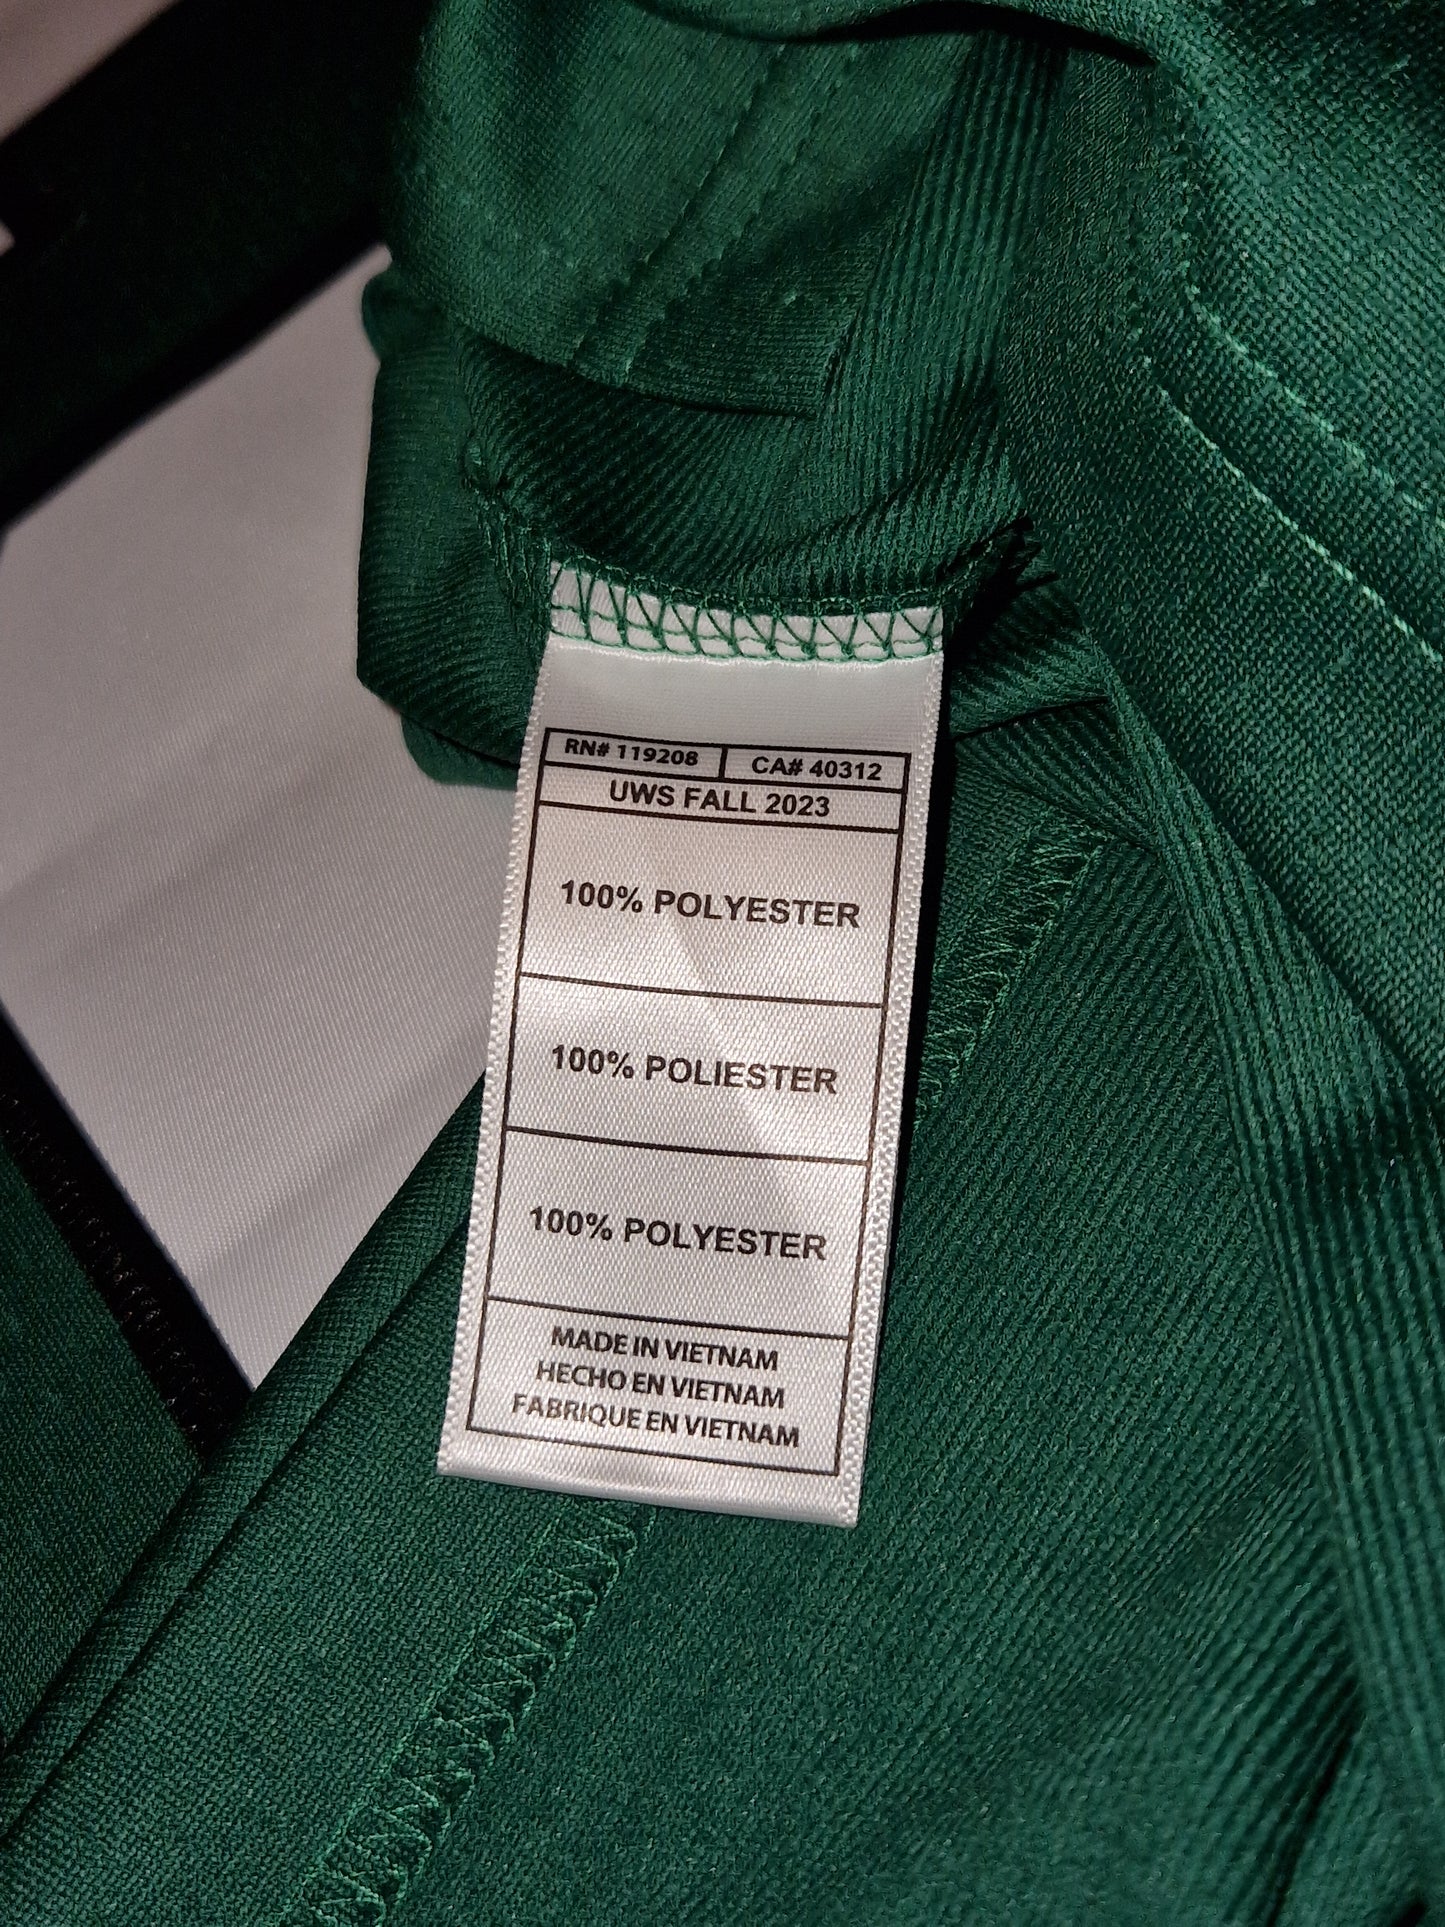 RN# 119208 CA# 40312
UWS FALL 2023
100% POLYESTER
100% POLIESTER
100% POLYESTER
MADE IN VIETNAM
HECHO EN VIETNAM
FABRIQUE EN VIETNAM